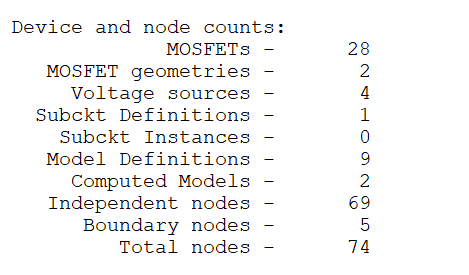 Device and node counts:
MOSFETs - 28
MOSFET geometries - 2
Voltage sources - 4
Subckt Definitions - 1
Subckt Instances - 0
Model Definitions - 9
Computed Models - 2
Independent nodes - 69
Boundary nodes - 5
Total nodes - 74